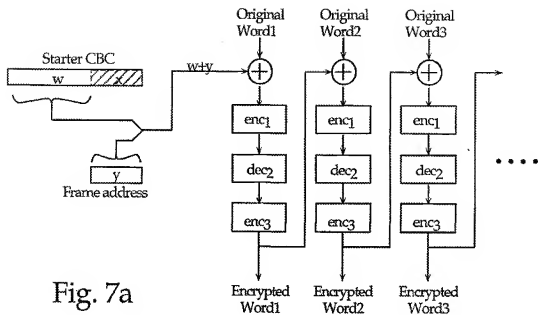 Original
Word1
Original
Word2
Original
Word3
Starter CBC
w
x
w+y
y
Frame address
enc1
enc1
enc1
dec2
dec2
dec2
enc3
enc3
enc3
Encrypted
Word1
Encrypted
Word2
Encrypted
Word3
Fig. 7a